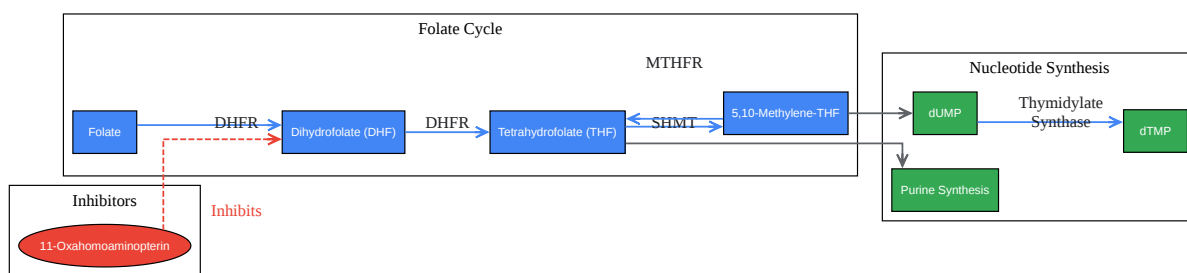 Folate Cycle
MTHFR
Nucleotide Synthesis
Folate
DHFR
Dihydrofolate (DHF)
DHFR
Tetrahydrofolate (THF)
SHMT
5,10-Methylene-THF
dUMP
Thymidylate
Synthase
dTMP
Purine Synthesis
Inhibitors
Inhibits
11-Oxahomoaminopterin